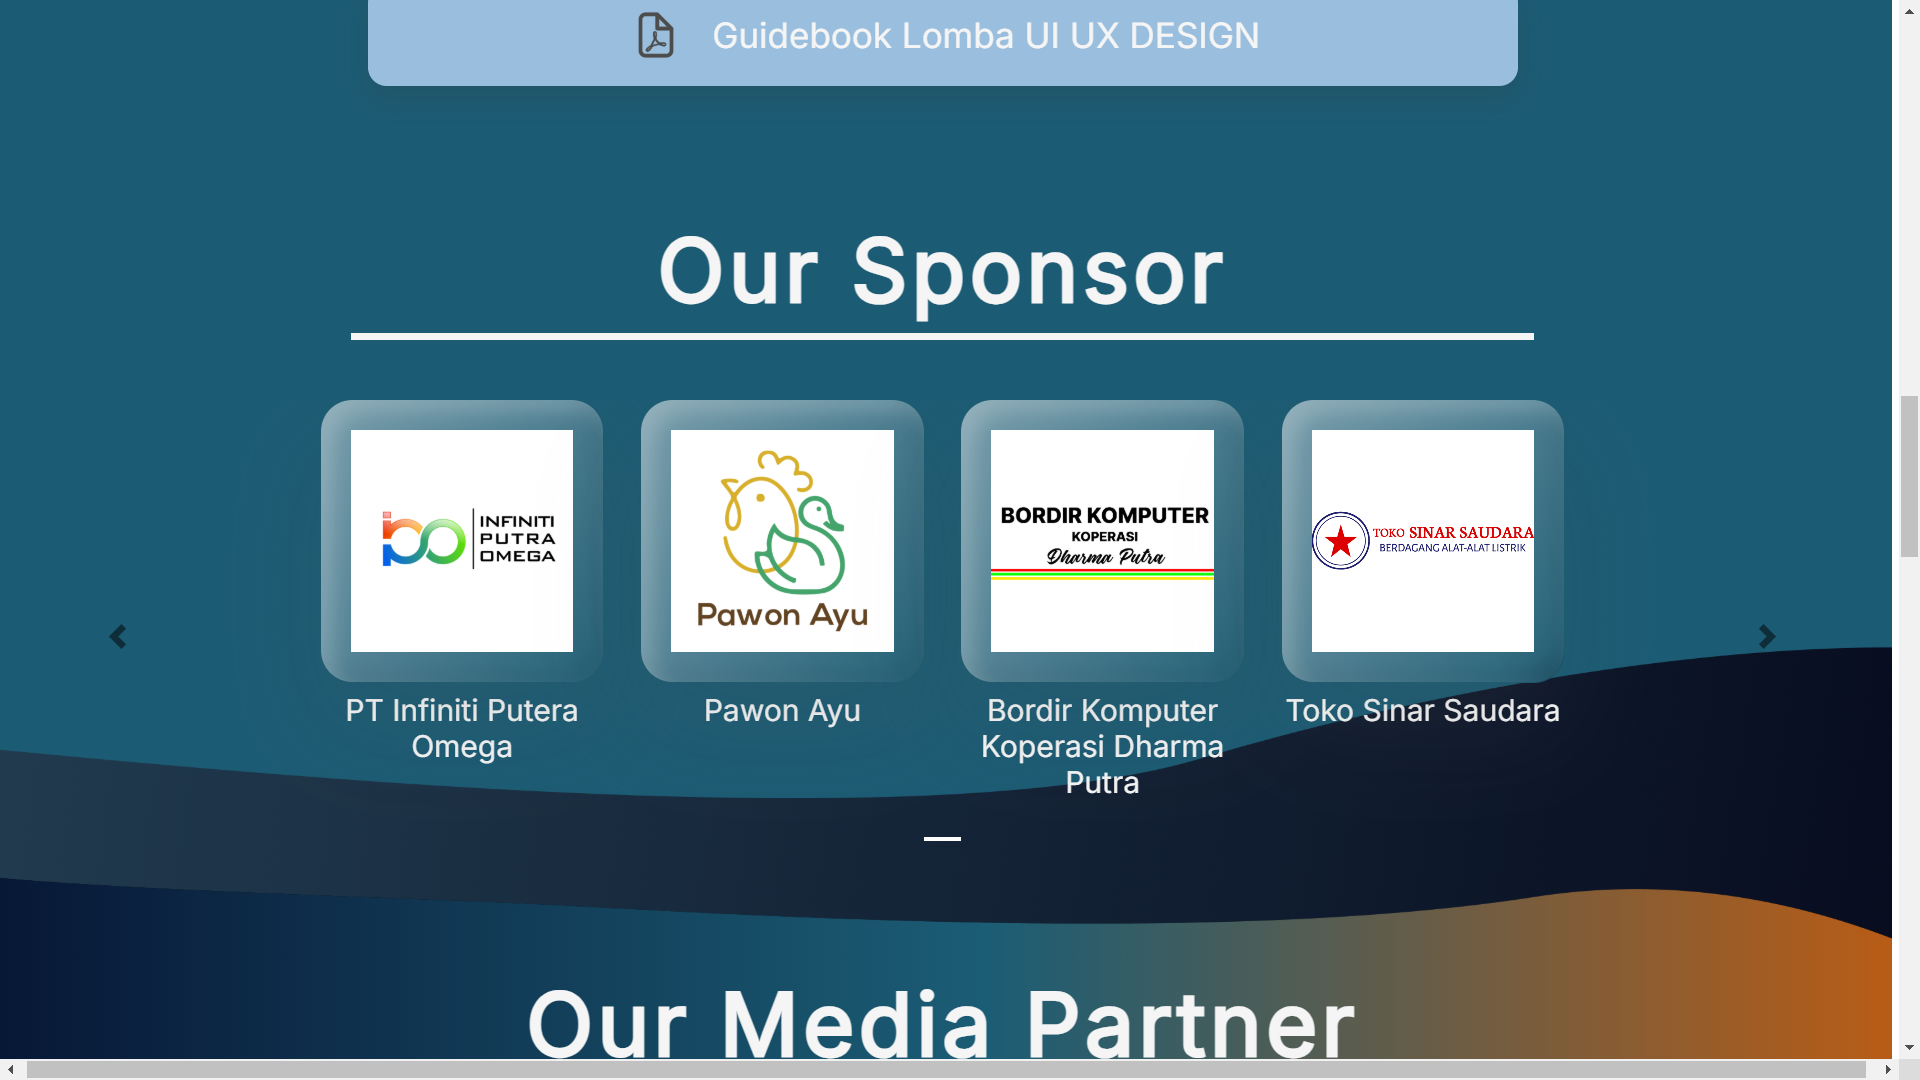 Guidebook Lomba UI UX DESIGN
Our Sponsor
INFINITI
PUTRA
OMEGA
Pawon Ayu
BORDIR KOMPUTER
KOPERASI
Dharma Putra
TOKO SINAR SAUDARA
BERDAGANG ALAT-ALAT LISTRIK
PT Infiniti Putera
Omega
Pawon Ayu
Bordir Komputer
Koperasi Dharma
Putra
Toko Sinar Saudara
Our Media Partner